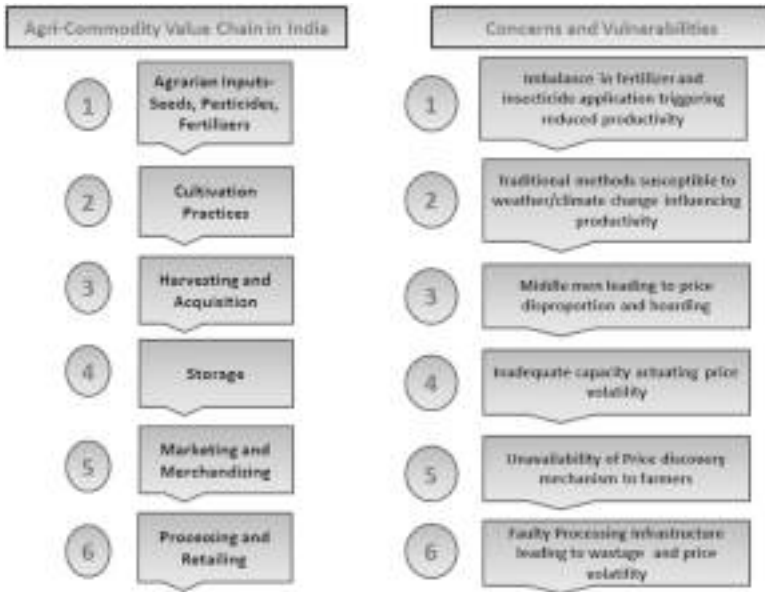 Agri-Commodity Value Chain in India
1
Agrarian Inputs-
Seeds, Pesticides,
Fertilizers
2
Cultivation
Practices
3
Harvesting and
Acquisition
4
Storage
5
Marketing and
Merchandizing
6
Processing and
Retailing
Concerns and Vulnerabilities
1
Imbalance in fertilizer and
insecticide application triggering
reduced productivity
2
Traditional methods susceptible to
weather/climate change influencing
productivity
3
Middle men leading to price
disproportion and hoarding
4
Inadequate capacity actuating price
volatility
5
Unavailability of Price discovery
mechanism to farmers
6
Faulty Processing Infrastructure
leading to wastage and price
volatility